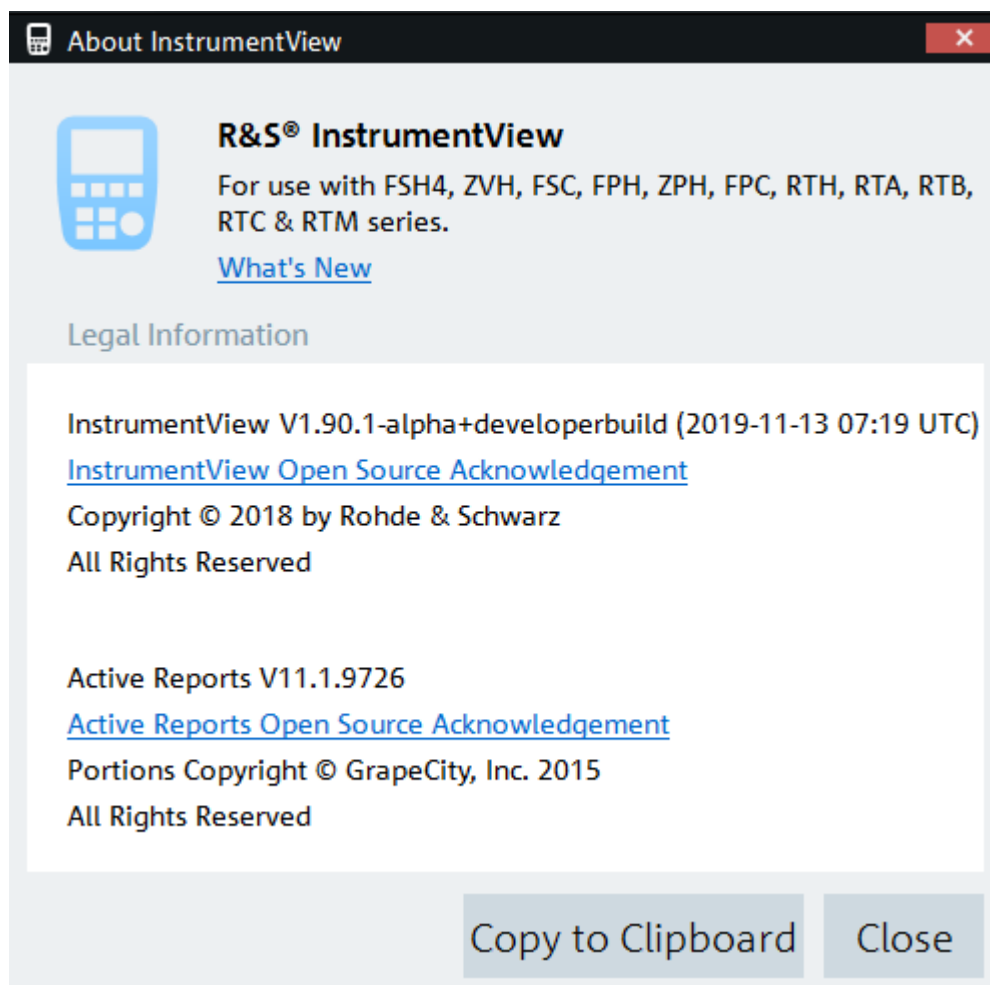 About InstrumentView
R&S® InstrumentView
For use with FSH4, ZVH, FSC, FPH, ZPH, FPC, RTH, RTA, RTB,
RTC & RTM series.
What's New
Legal Information
InstrumentView V1.90.1-alpha+developerbuild (2019-11-13 07:19 UTC)
InstrumentView Open Source Acknowledgement
Copyright © 2018 by Rohde & Schwarz
All Rights Reserved
Active Reports V11.1.9726
Active Reports Open Source Acknowledgement
Portions Copyright © GrapeCity, Inc. 2015
All Rights Reserved
Copy to Clipboard
Close